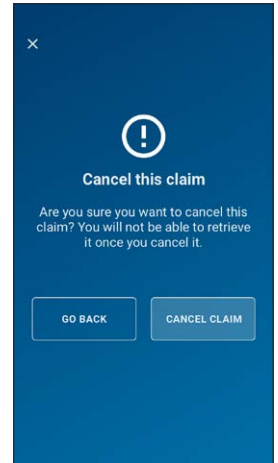 Cancel this claim
Are you sure you want to cancel this
claim? You will not be able to retrieve
it once you cancel it.
GO BACK
CANCEL CLAIM